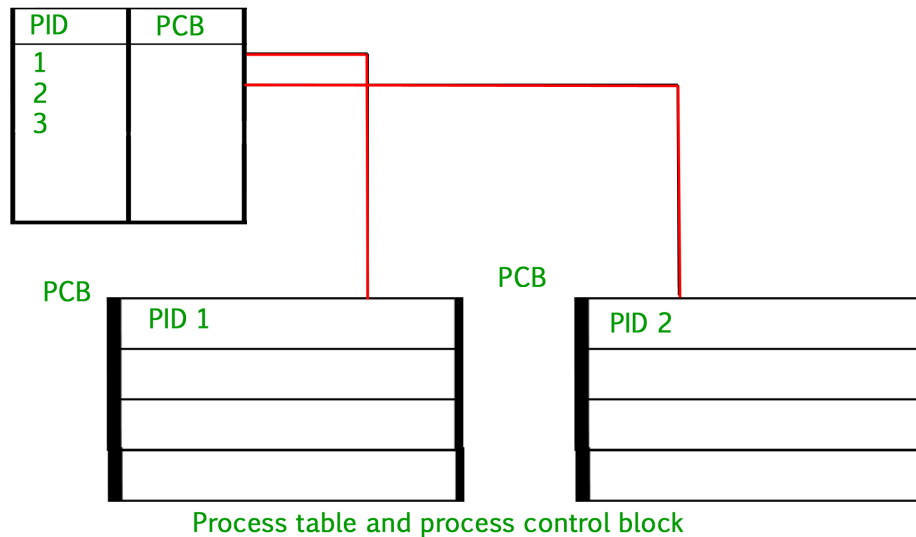 PID PCB
1
2
3
PCB
PCB
PID 1
PID 2
Process table and process control block